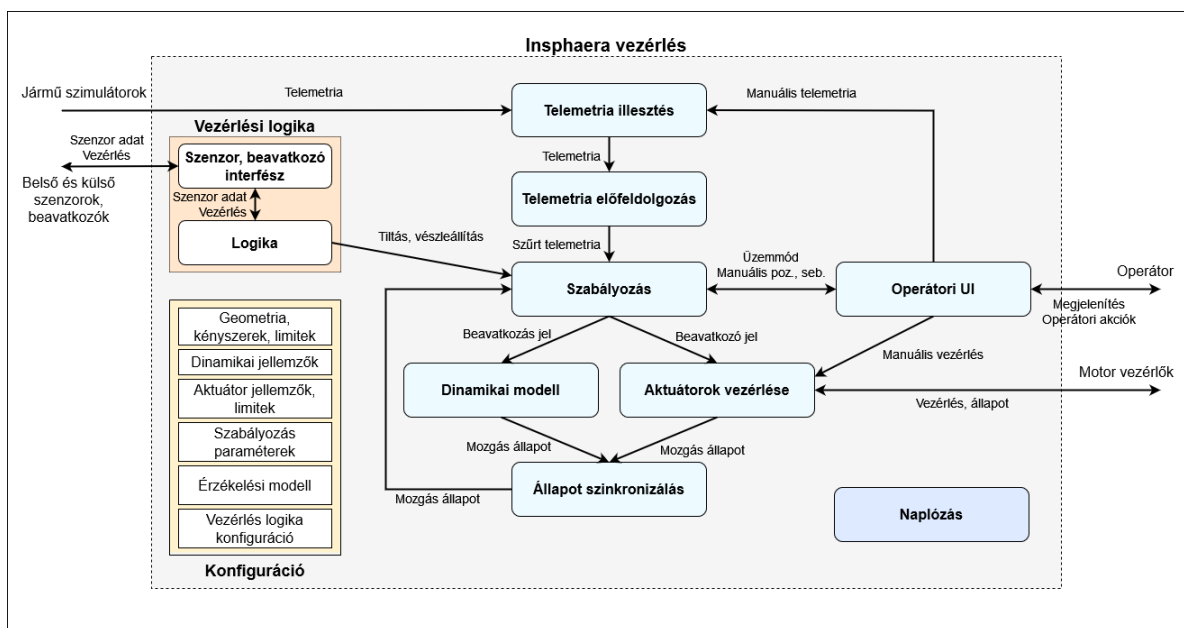 Insphaera vezérlés
Jármű szimulátorok
Telemetria
Telemetria illesztés
Manuális telemetria
Vezérlési logika
Szenzor adat
Vezérlés
Szenzor, beavatkozó
interfész
Belső és külső
szenzorok,
beavatkozók
Szenzor adat
Vezérlés
Logika
Telemetria
Telemetria előfeldolgozás
Szűrt telemetria
Tiltás, vészleállítás
Szabályozás
Üzemmód
Manuális poz., seb.
Operátori UI
Operátor
Megjelenítés
Operátori akciók
Beavatkozás jel
Beavatkozó jel
Manuális vezérlés
Dinamikai modell
Aktuátorok vezérlése
Motor vezérlők
Vezérlés, állapot
Mozgás állapot
Mozgás állapot
Állapot szinkronizálás
Mozgás állapot
Naplózás
Geometria,
kényszerek, limitek
Dinamikai jellemzők
Aktuátor jellemzők,
limitek
Szabályozás
paraméterek
Érzékelési modell
Vezérlés logika
konfiguráció
Konfiguráció